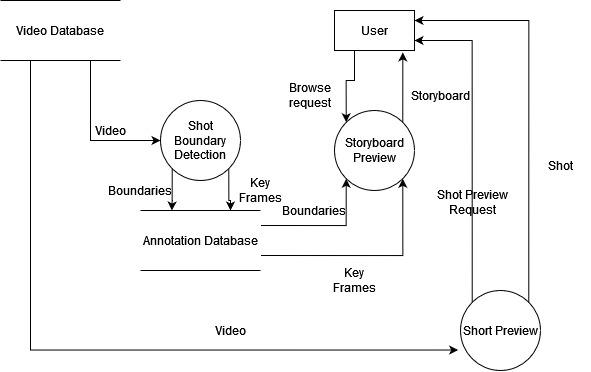 Video Database
User
Browse
request
Storyboard
Video
Shot
Boundary
Detection
Storyboard
Preview
Boundaries
Key
Frames
Shot
Shot Preview
Request
Boundaries
Annotation Database
Key
Frames
Video
Short Preview